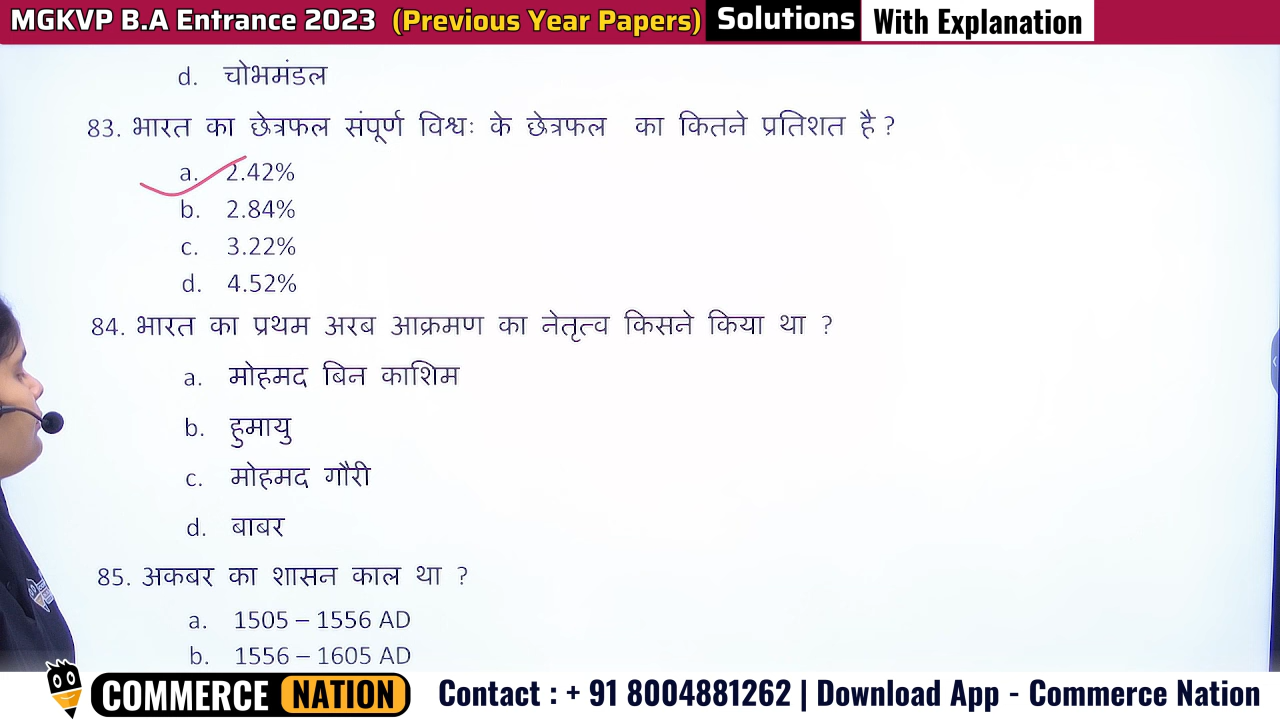 MGKVP B.A Entrance 2023 (Previous Year Papers) Solutions With Explanation
d. चोभमंडल
83. भारत का छेत्रफल संपूर्ण विश्वः के छेत्रफल का कितने प्रतिशत है ?
a. 2.42%
b. 2.84%
c. 3.22%
d. 4.52%
84. भारत का प्रथम अरब आक्रमण का नेतृत्व किसने किया था ?
a. मोहमद बिन काशिम
b. हुमायु
c. मोहमद गौरी
d. बाबर
85. अकबर का शासन काल था ?
a. 1505 – 1556 AD
b. 1556 – 1605 AD
COMMERCE NATION Contact : + 91 8004881262 | Download App - Commerce Nation